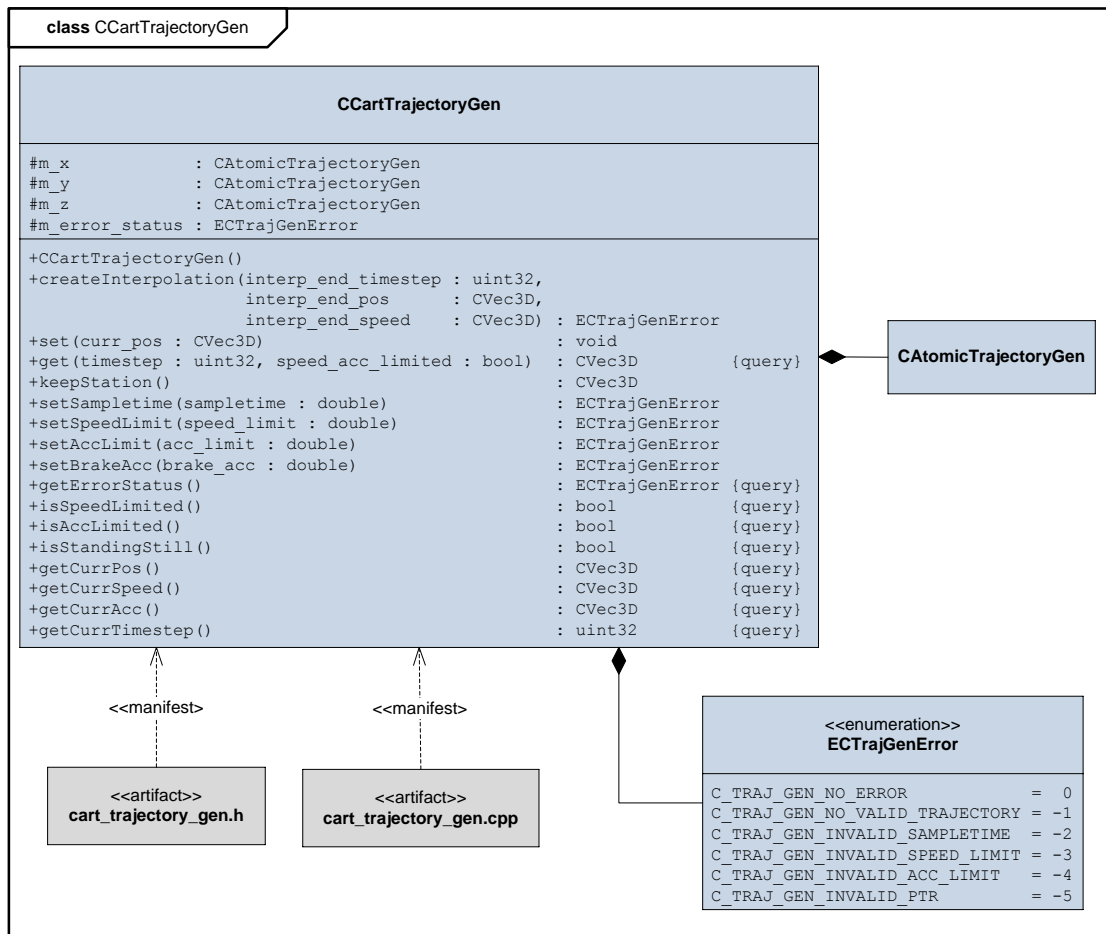 class CCartTrajectoryGen
CCartTrajectoryGen
#m_x : CAtomicTrajectoryGen
#m_y : CAtomicTrajectoryGen
#m_z : CAtomicTrajectoryGen
#m_error_status : ECTrajGenError
+CCartTrajectoryGen()
+createInterpolation(interp_end_timestep : uint32,
interp_end_pos : CVec3D,
interp_end_speed : CVec3D) : ECTrajGenError
+set(curr_pos : CVec3D) : void
+get(timestep : uint32, speed_acc_limited : bool) : CVec3D {query}
+keepStation() : CVec3D
+setSampletime(sampletime : double) : ECTrajGenError
+setSpeedLimit(speed_limit : double) : ECTrajGenError
+setAccLimit(acc_limit : double) : ECTrajGenError
+setBrakeAcc(brake_acc : double) : ECTrajGenError
+getErrorStatus() : ECTrajGenError {query}
+isSpeedLimited() : bool {query}
+isAccLimited() : bool {query}
+isStandingStill() : bool {query}
+getCurrPos() : CVec3D {query}
+getCurrSpeed() : CVec3D {query}
+getCurrAcc() : CVec3D {query}
+getCurrTimestep() : uint32 {query}
CAtomicTrajectoryGen
<<manifest>
<<manifest>
<<artifact>>
cart_trajectory_gen.h
<<artifact>>
cart_trajectory_gen.cpp
<<enumeration>>
ECTrajGenError
C_TRAJ_GEN_NO_ERROR = 0
C_TRAJ_GEN_NO_VALID_TRAJECTORY = -1
C_TRAJ_GEN_INVALID_SAMPLETIME = -2
C_TRAJ_GEN_INVALID_SPEED_LIMIT = -3
C_TRAJ_GEN_INVALID_ACC_LIMIT = -4
C_TRAJ_GEN_INVALID_PTR = -5